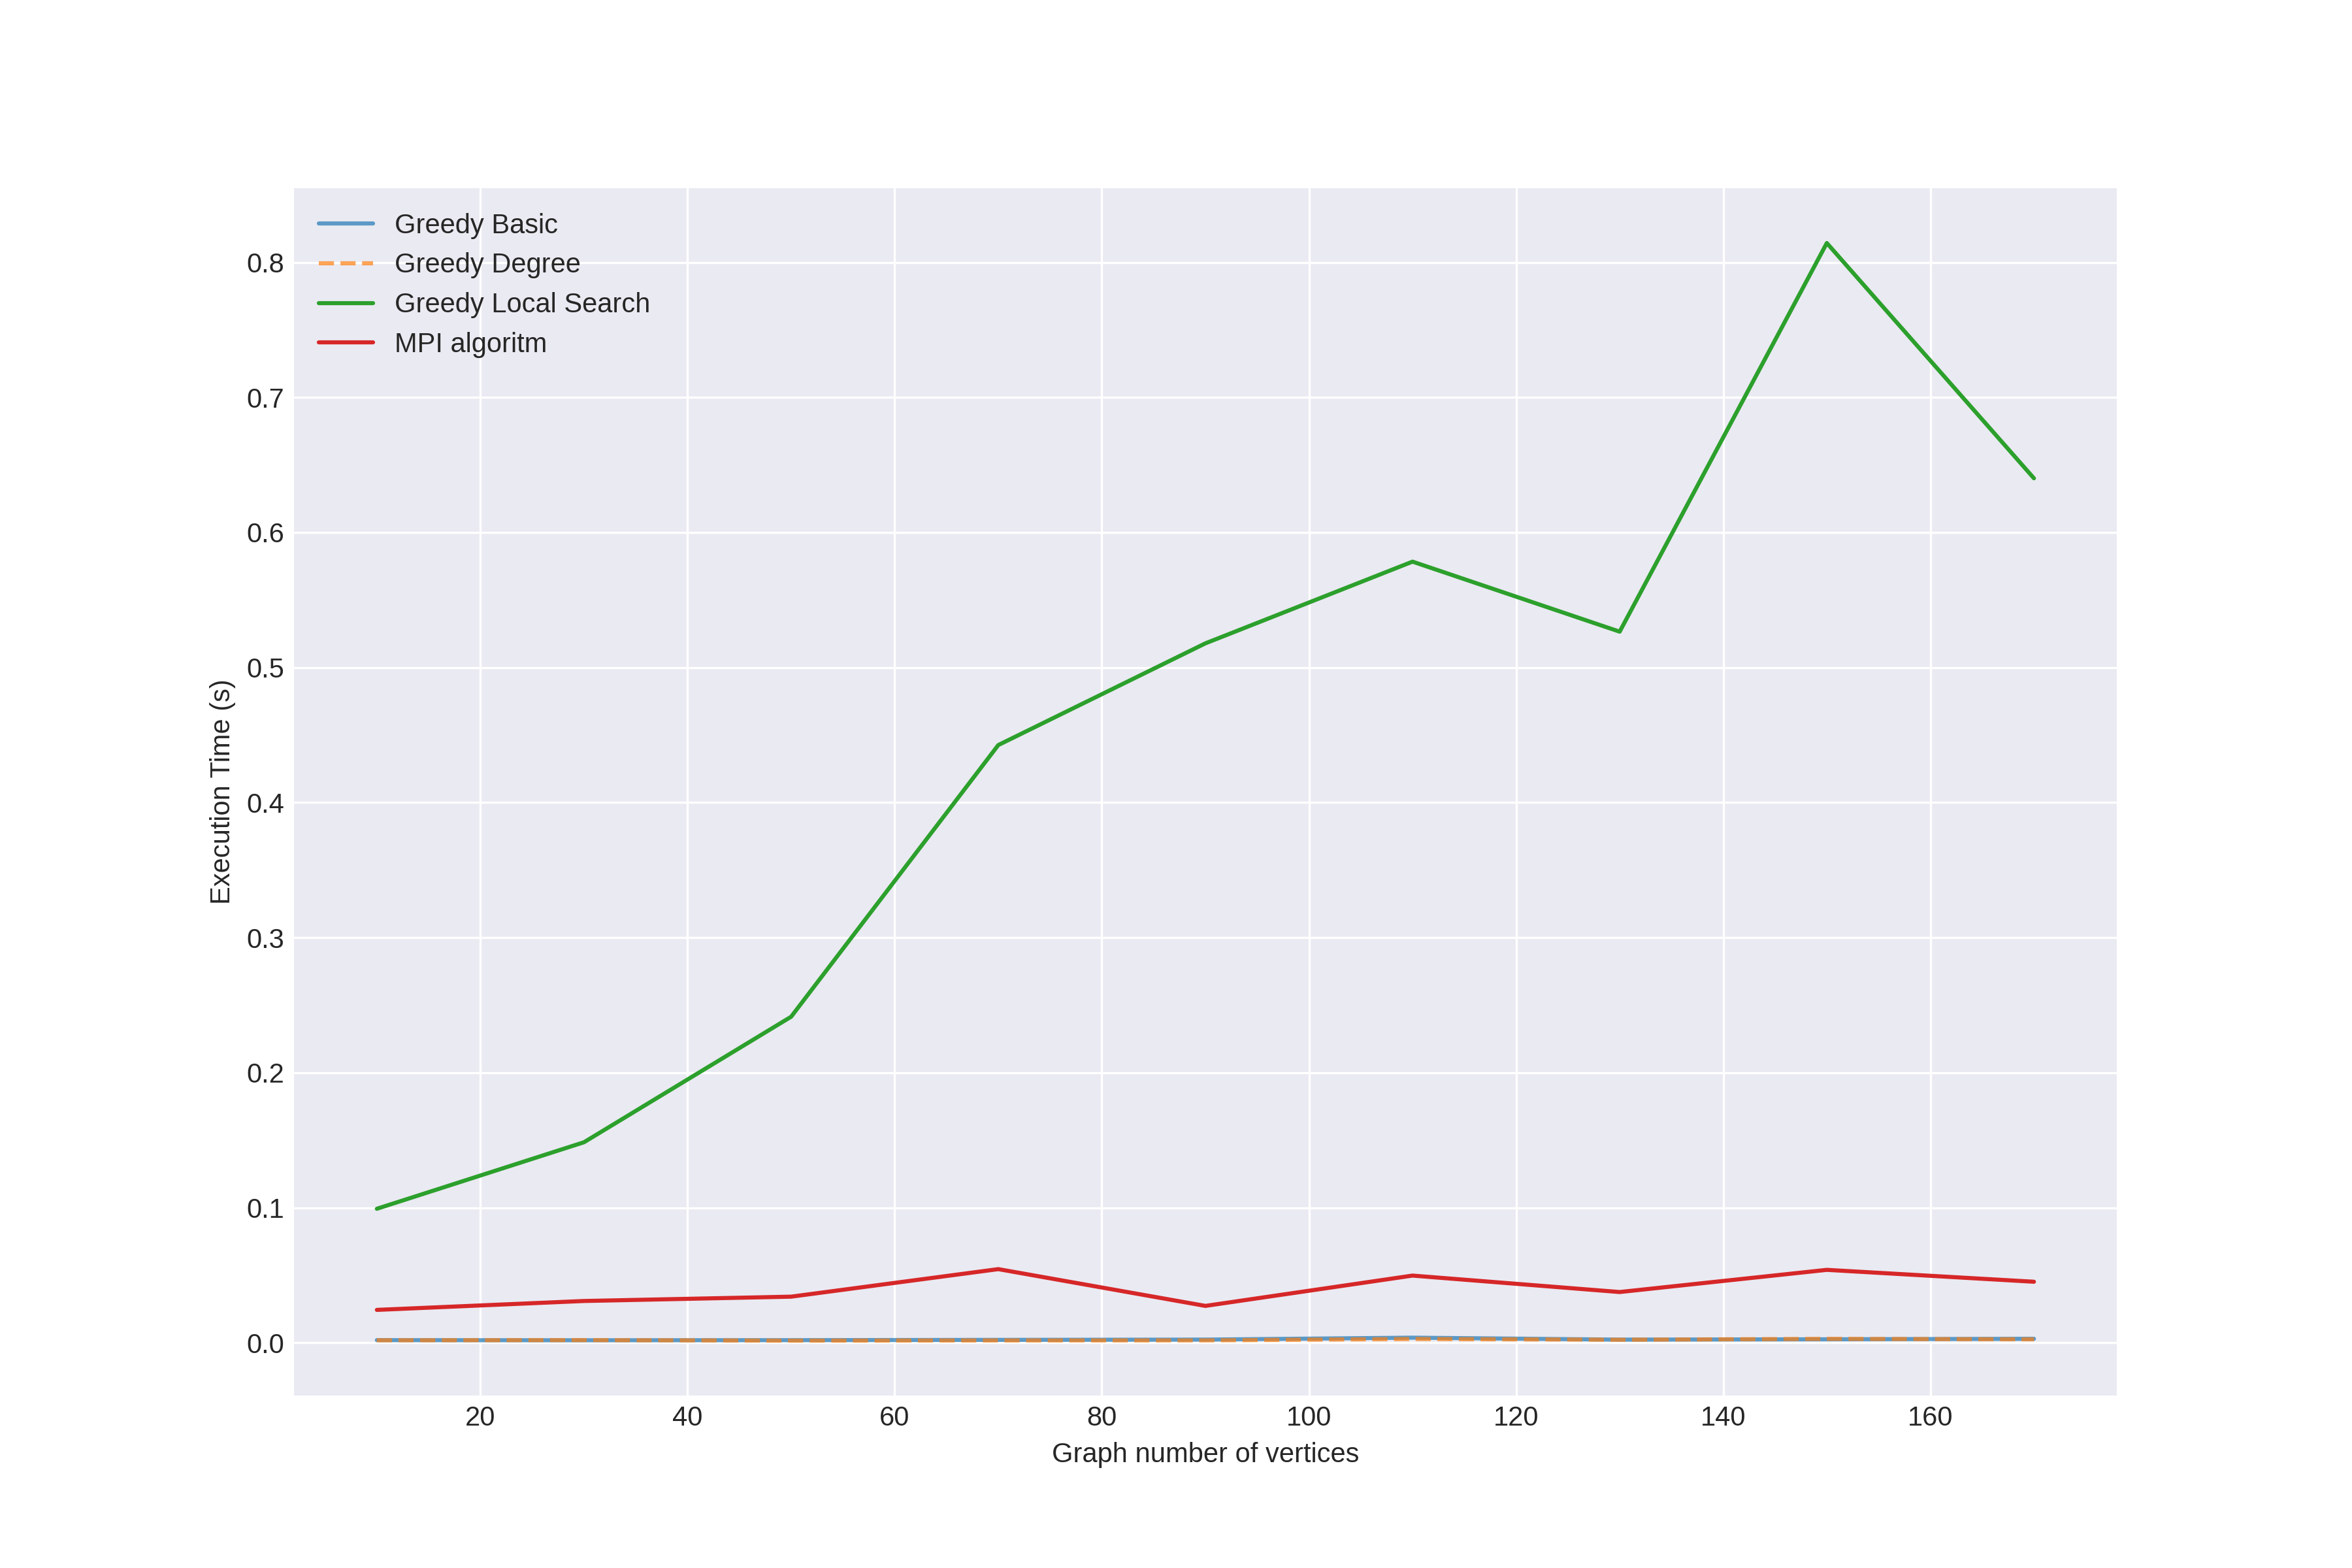 Greedy Basic
Greedy Degree
Greedy Local Search
MPI algoritm
0.8
0.7
0.6
0.5
0.4
0.3
0.2
0.1
0.0
Execution Time (s)
20 40 60 80 100 120 140 160
Graph number of vertices